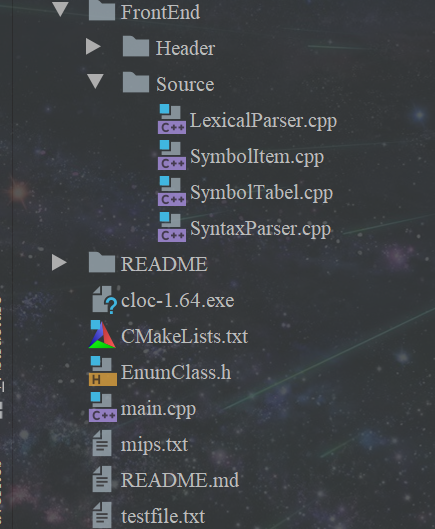 FrontEnd
Header
Source
C++ LexicalParser.cpp
C++ SymbolItem.cpp
C++ SymbolTabel.cpp
C++ SyntaxParser.cpp
README
? cloc-1.64.exe
CMakeLists.txt
H EnumClass.h
C++ main.cpp
mips.txt
README.md
testfile.txt